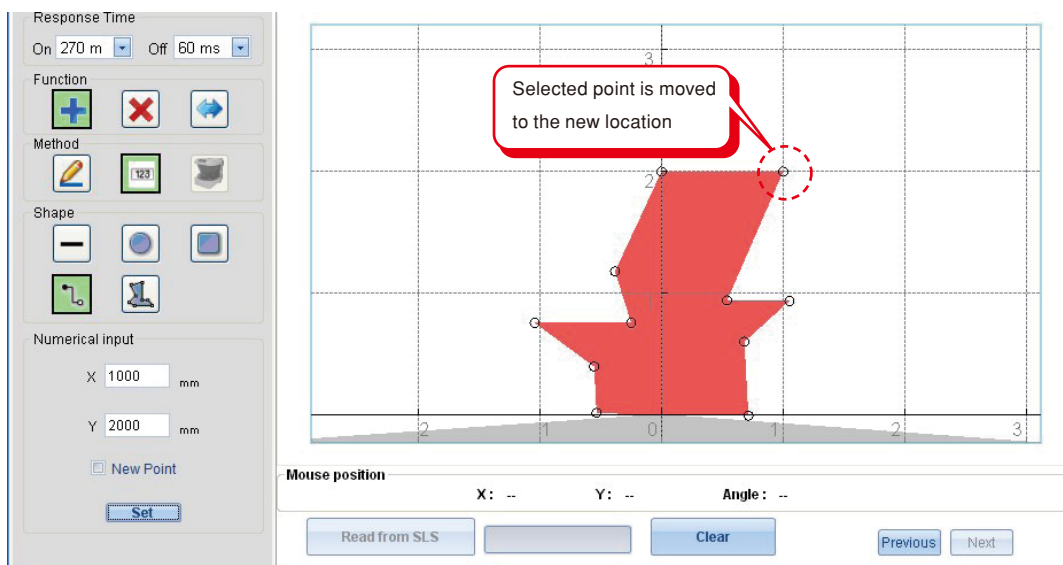 Response Time
On 270 m Off 60 ms
Function
Method
123
Shape
Numerical input
X 1000 mm
Y 2000 mm
New Point
Set
3
Selected point is moved
to the new location
2
1
2 1 0 1 2 3
Mouse position
X: -- Y: -- Angle: --
Read from SLS Clear Previous Next